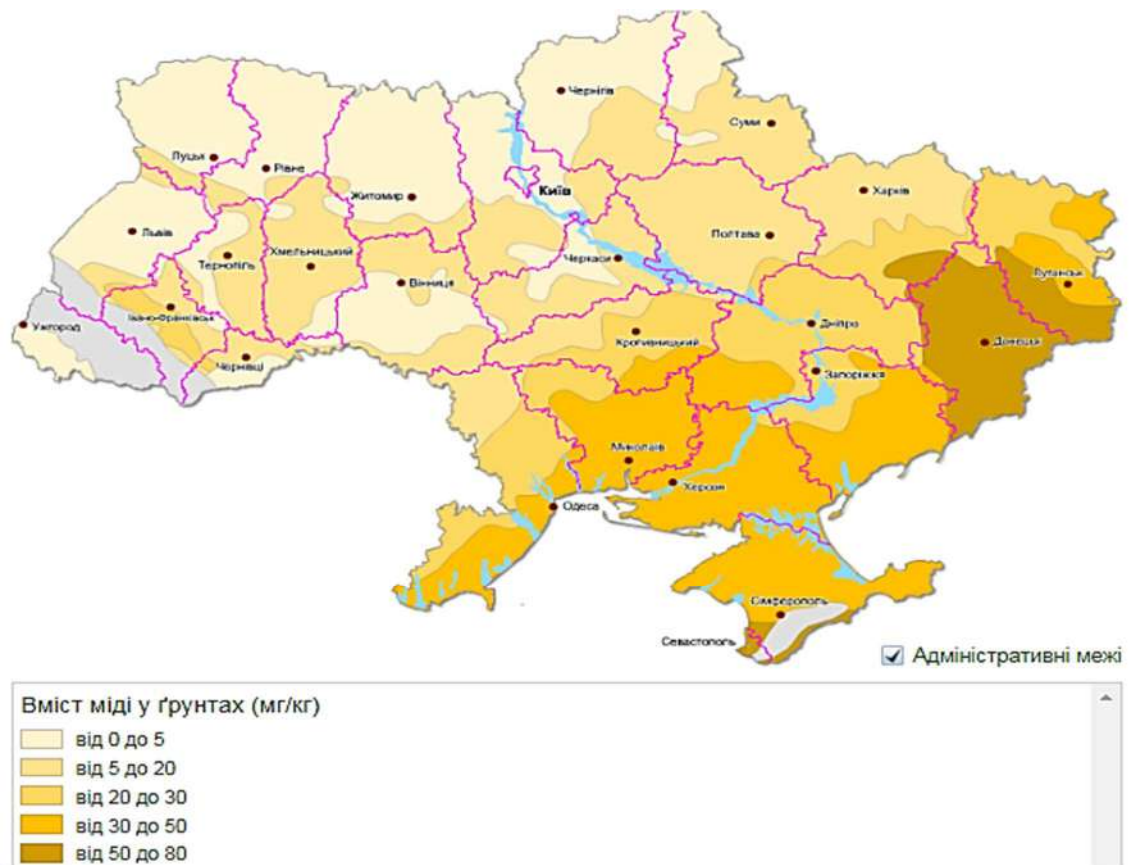 Чернігів
Суми
Луцьк
Рівне
Київ
Харків
Житомир
Львів
Полтава
Хмельницький
Тернопіль
Черкаси
Вінниця
Луганськ
Івано-Франківськ
Ужгород
Дніпро
Кропивницький
Донецьк
Чернівці
Запоріжжя
Миколаїв
Херсон
Одеса
Сімферополь
Севастополь
Адміністративні межі
Вміст міді у ґрунтах (мг/кг)
від 0 до 5
від 5 до 20
від 20 до 30
від 30 до 50
від 50 до 80